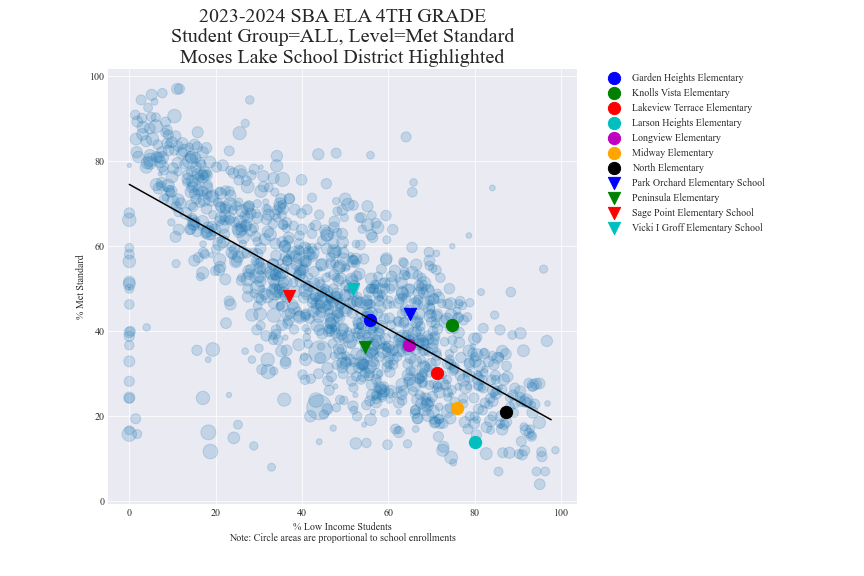 2023-2024 SBA ELA 4TH GRADE
Student Group=ALL, Level=Met Standard
Moses Lake School District Highlighted
100
80
60
40
20
0
% Met Standard
0 20 40 60 80 100
% Low Income Students
Note: Circle areas are proportional to school enrollments
Garden Heights Elementary
Knolls Vista Elementary
Lakeview Terrace Elementary
Larson Heights Elementary
Longview Elementary
Midway Elementary
North Elementary
Park Orchard Elementary School
Peninsula Elementary
Sage Point Elementary School
Vicki I Groff Elementary School